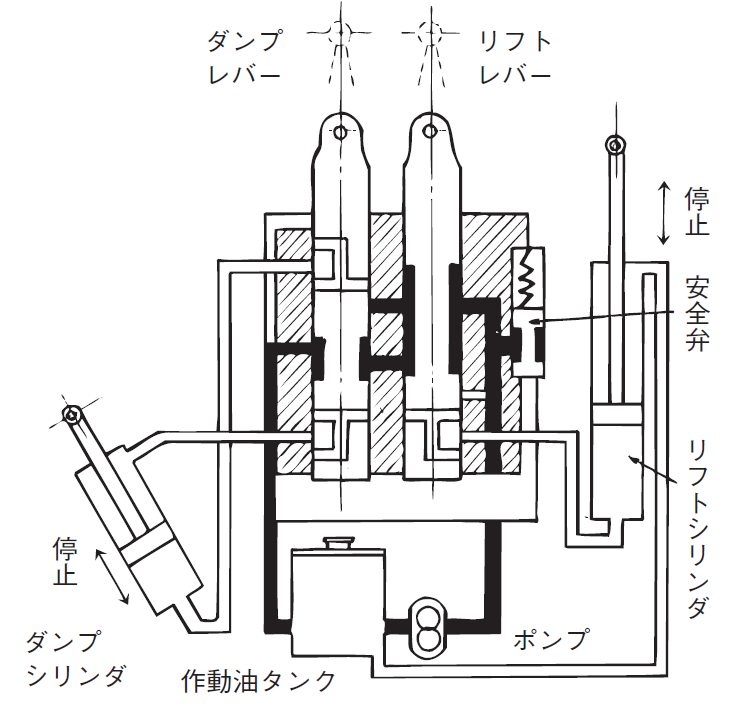 ダンプ
レバー
リフト
レバー
停止
安全弁
リフトシリンダ
停止
ダンプ
シリンダ
作動油タンク
ポンプ